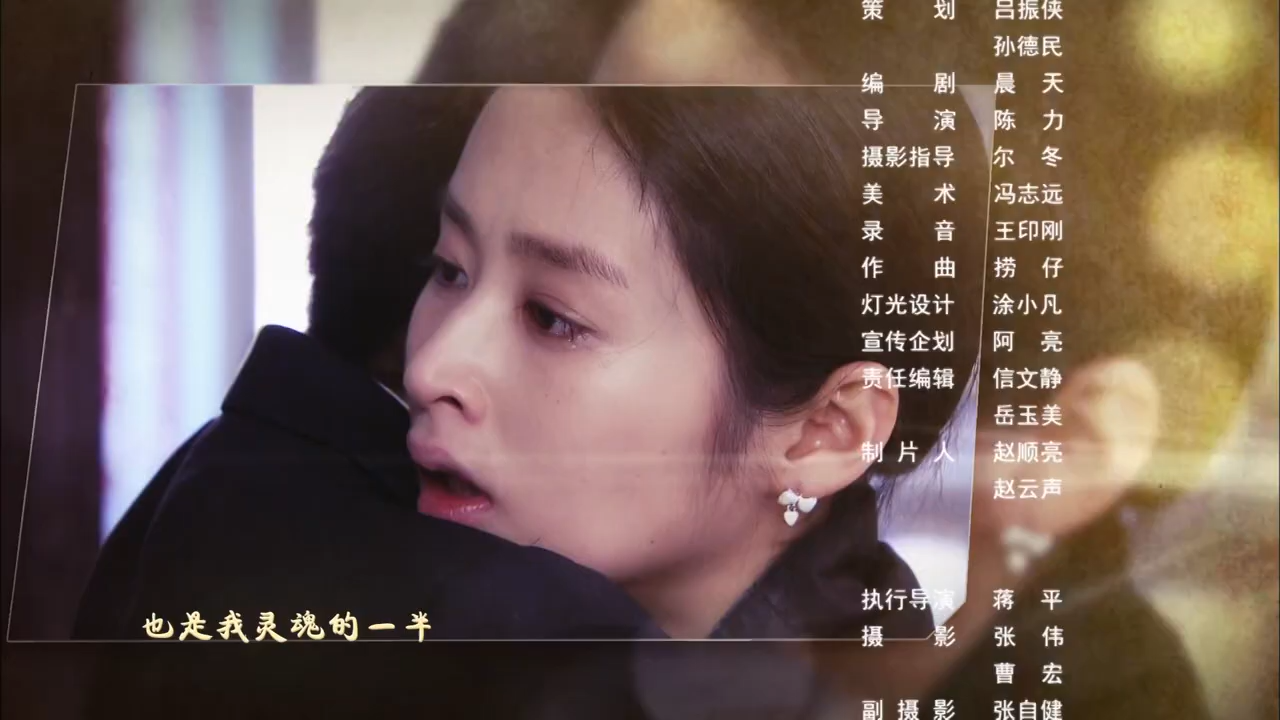 策 划 吕振侠
孙德民
编 剧 晨 天
导 演 陈 力
摄影指导 尔 冬
美 术 冯志远
录 音 王印刚
作 曲 捞 仔
灯光设计 涂小凡
宣传企划 阿 亮
责任编辑 信文静
岳玉美
制 片 人 赵顺亮
赵云声
执行导演 蒋 平
摄 影 张 伟
曹 宏
副 摄 影 张自健
也是我灵魂的一半